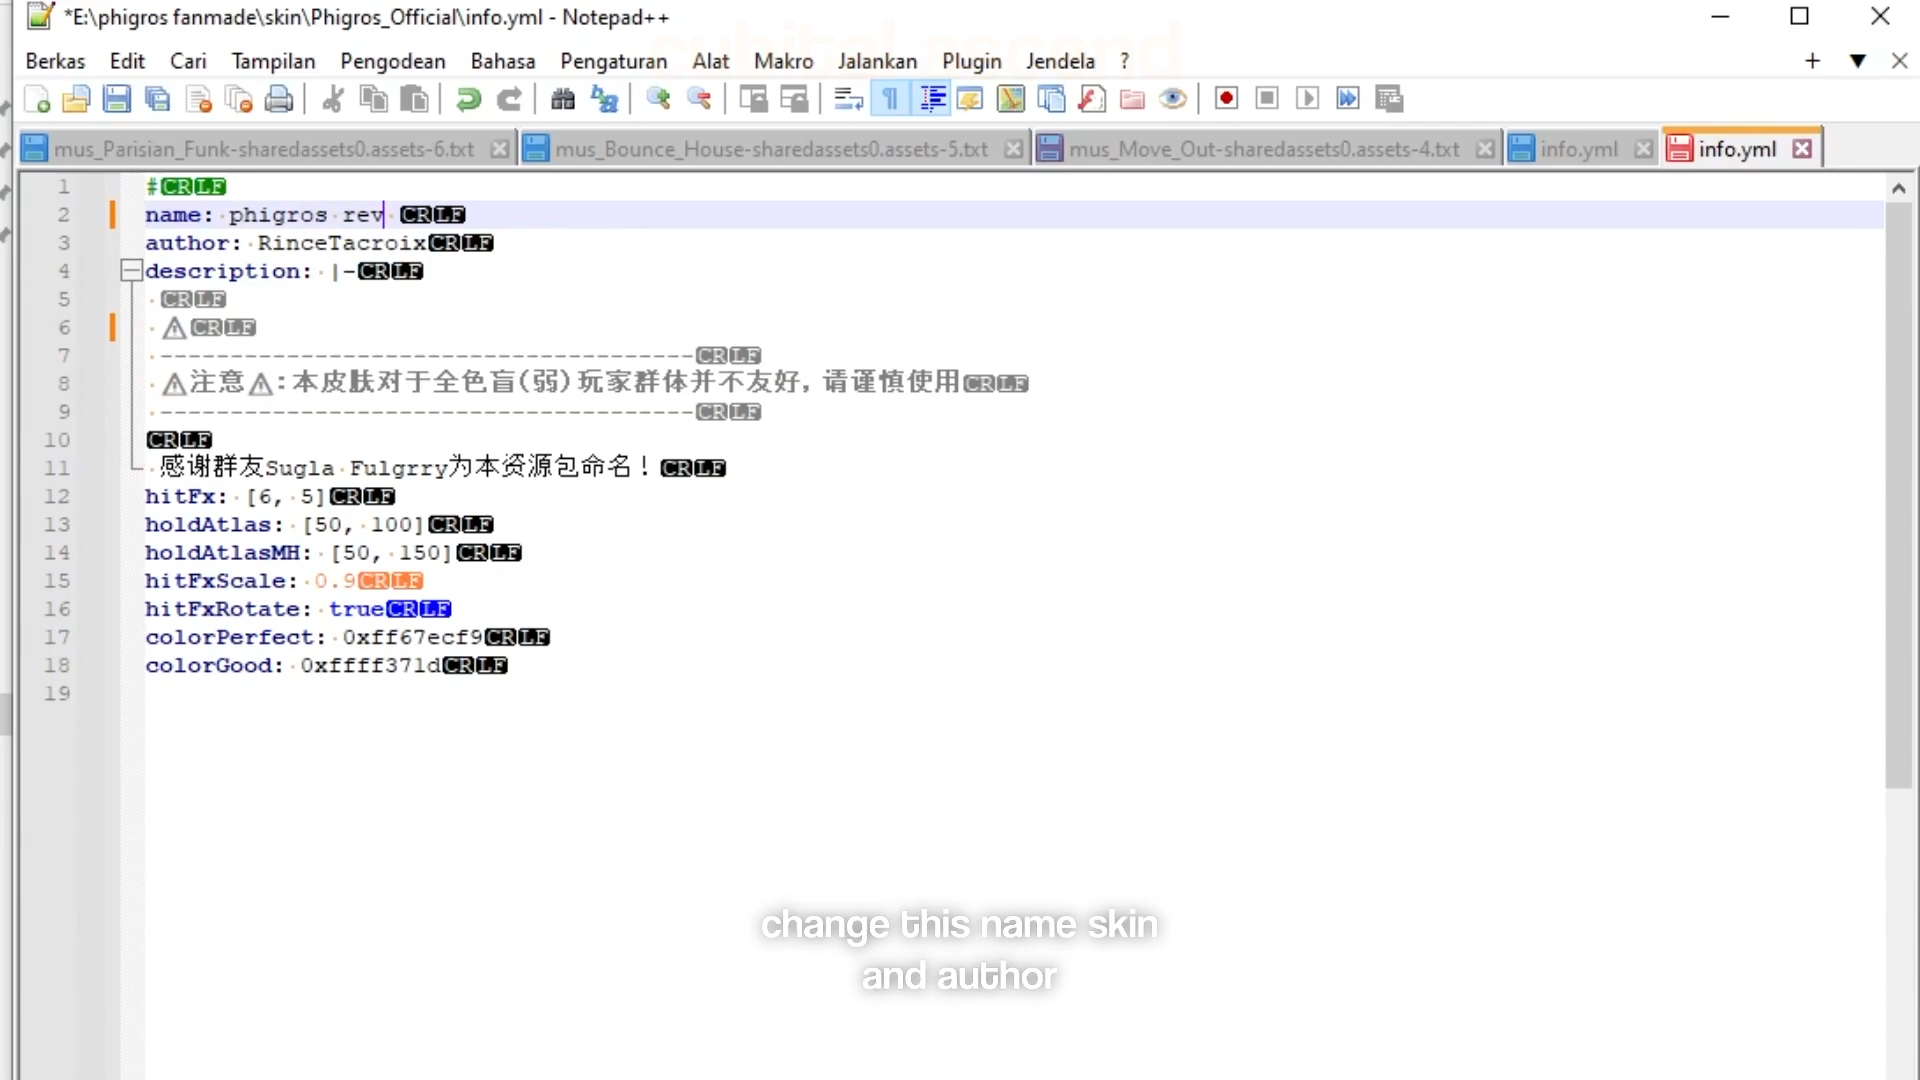 *E:\phigros fanmade\skin\Phigros_Official\info.yml - Notepad++
Berkas Edit Cari Tampilan Pengodean Bahasa Pengaturan Alat Makro Jalankan Plugin Jendela ?
mus_Parisian_Funk-sharedassets0.assets-6.txt mus_Bounce_House-sharedassets0.assets-5.txt mus_Move_Out-sharedassets0.assets-4.txt info.yml info.yml
1 #CRLF
2 name: phigros rev CRLF
3 author: RinceTacroixCRLF
4 description: |-CRLF
5 CRLF
6 ⚠CRLF
7 --------------------------------------CRLF
8 ⚠注意⚠:本皮肤对于全色盲(弱)玩家群体并不友好,请谨慎使用CRLF
9 --------------------------------------CRLF
10 CRLF
11 感谢群友Sugla Fulgrry为本资源包命名！CRLF
12 hitFx: [6, 5]CRLF
13 holdAtlas: [50, 100]CRLF
14 holdAtlasMH: [50, 150]CRLF
15 hitFxScale: 0.9CRLF
16 hitFxRotate: trueCRLF
17 colorPerfect: 0xff67ecf9CRLF
18 colorGood: 0xffff371dCRLF
19
change this name skin
and author